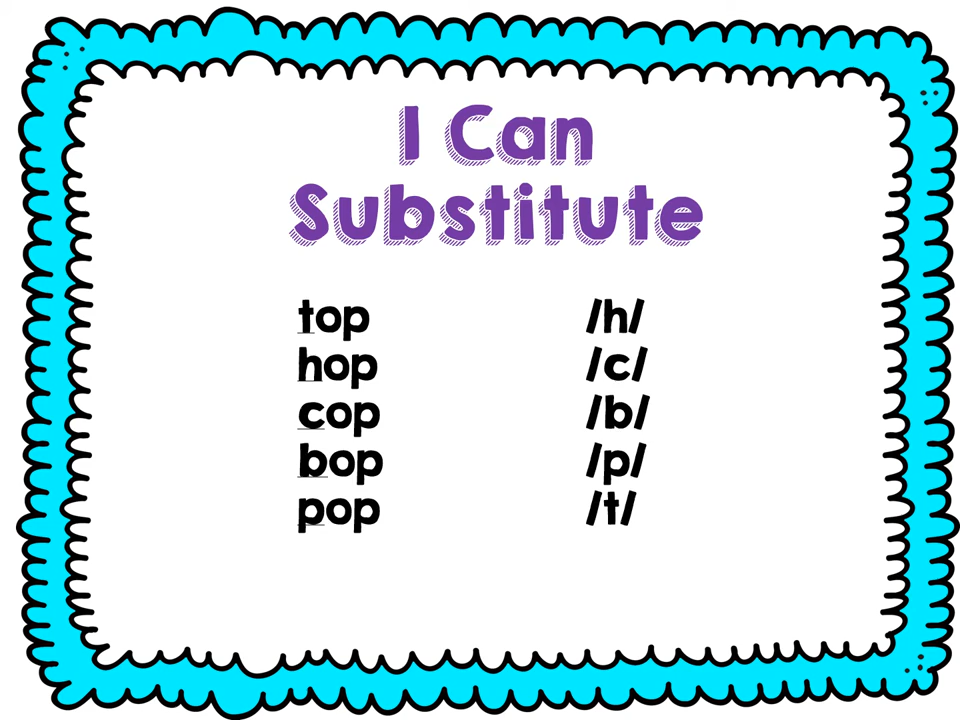 I Can
Substitute
top /h/
hop /c/
cop /b/
bop /p/
pop /t/